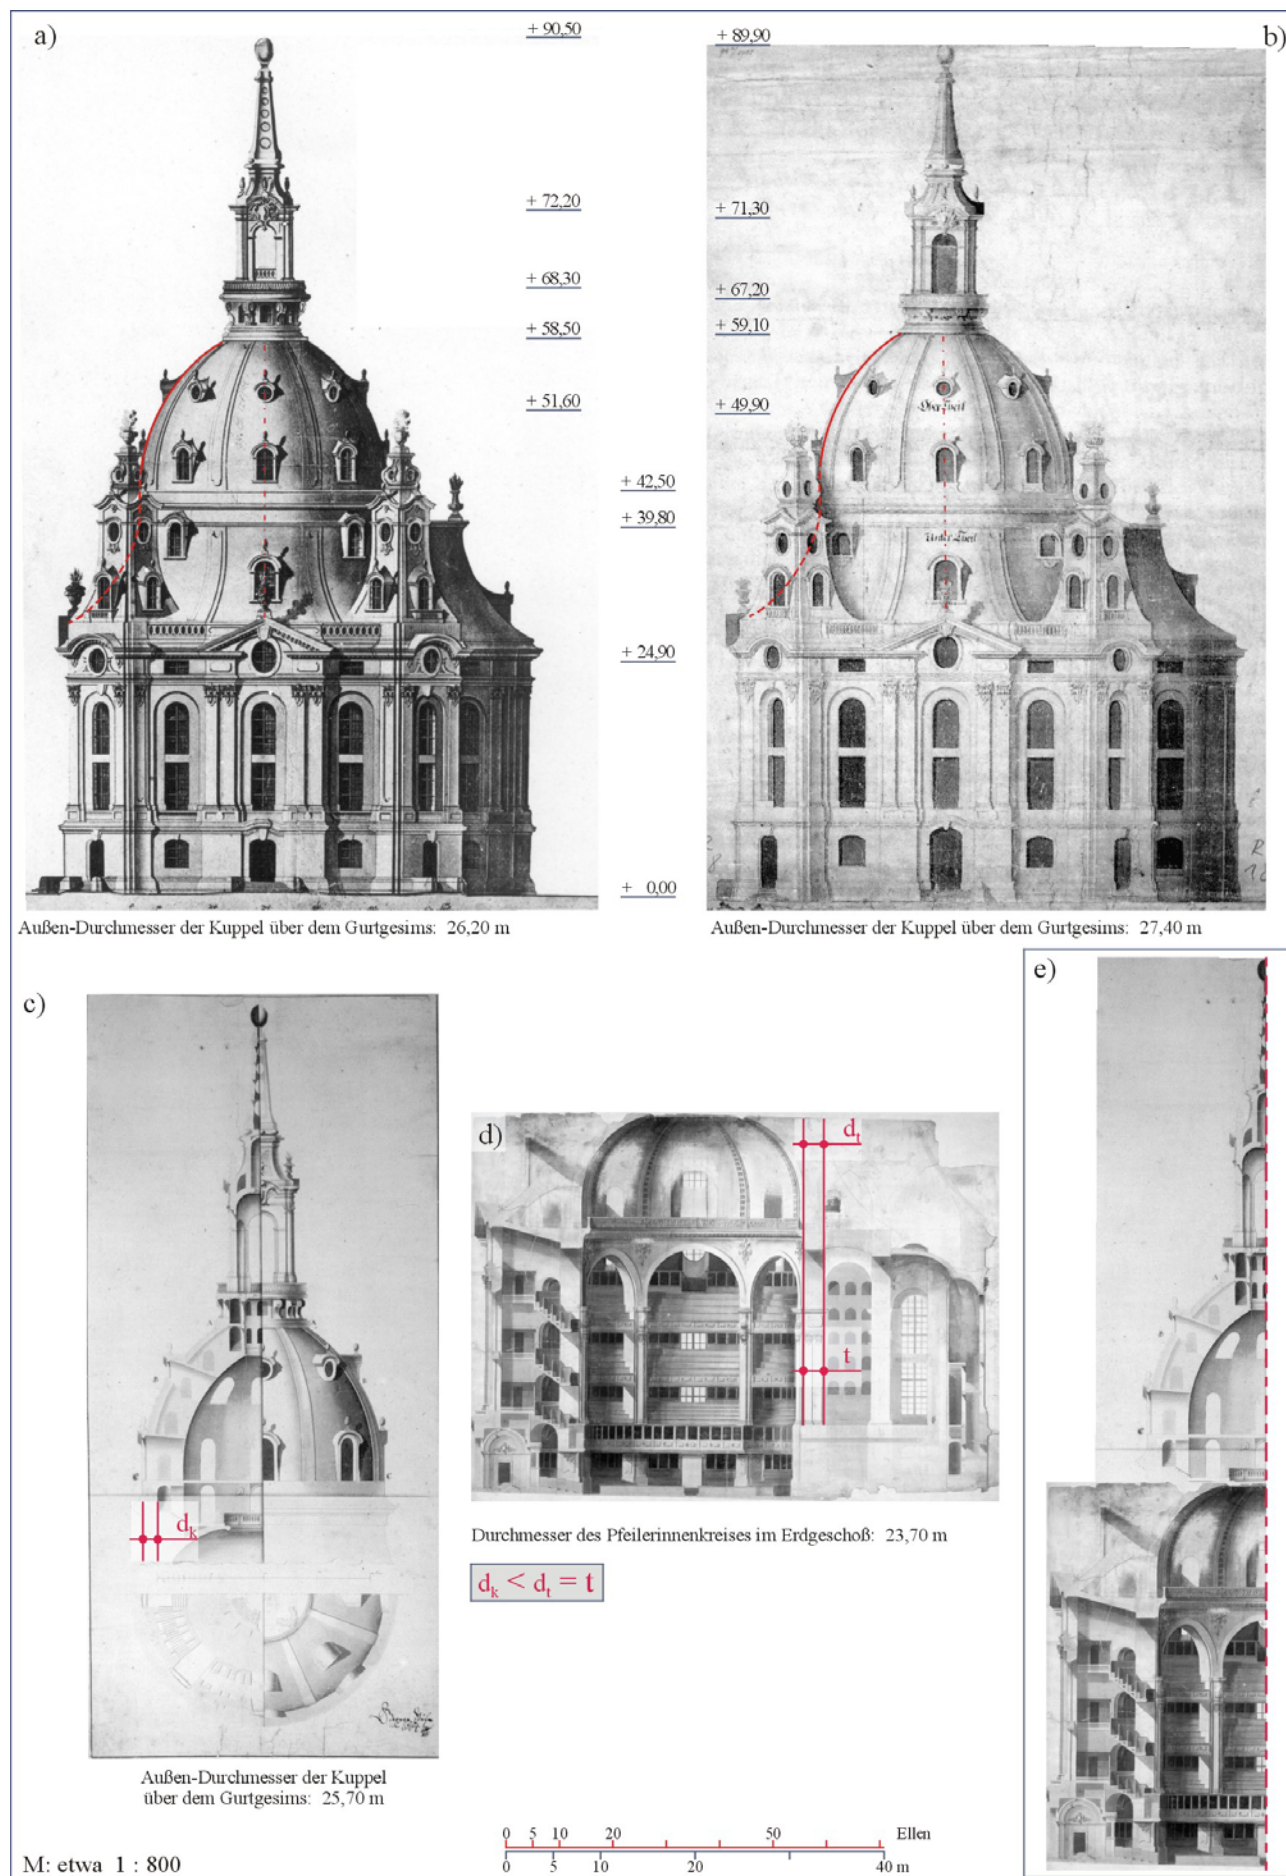 a)
+ 90,50
+ 72,20
+ 68,30
+ 58,50
+ 51,60
+ 42,50
+ 39,80
+ 24,90
+ 0,00
Außen-Durchmesser der Kuppel über dem Gurtgesims: 26,20 m
b)
+ 89,90
+ 71,30
+ 67,20
+ 59,10
+ 49,90
Ober Theil
Unter Theil
Außen-Durchmesser der Kuppel über dem Gurtgesims: 27,40 m
c)
dk
Außen-Durchmesser der Kuppel
über dem Gurtgesims: 25,70 m
d)
dt
t
Durchmesser des Pfeilerinnenkreises im Erdgeschoß: 23,70 m
dk < dt = t
e)
0 5 10 20 50 Ellen
0 5 10 20 40 m
M: etwa 1 : 800